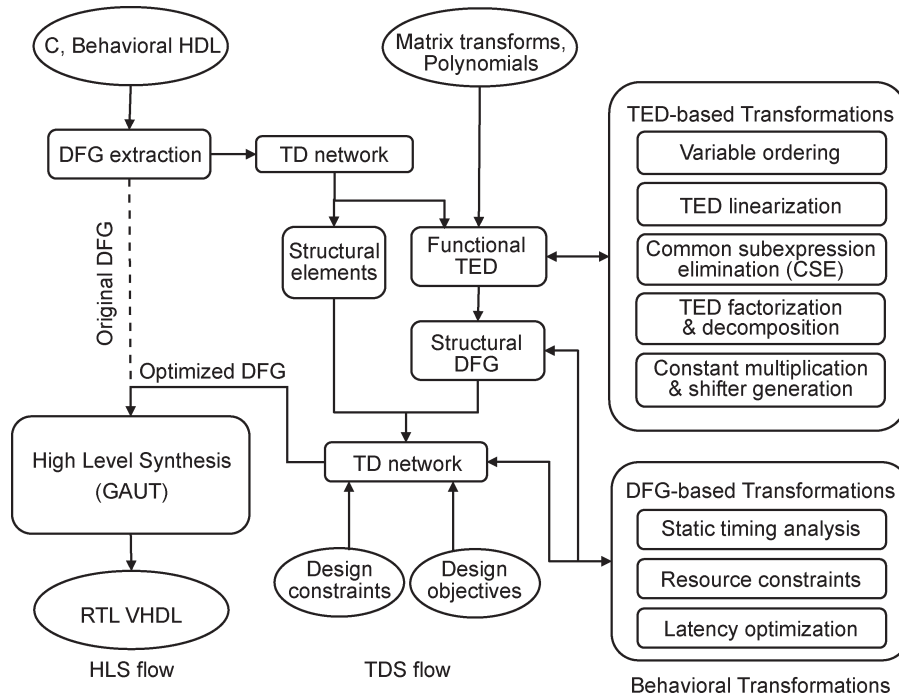 C, Behavioral HDL
Matrix transforms,
Polynomials
DFG extraction
TD network
Structural
elements
Functional
TED
Structural
DFG
Original DFG
Optimized DFG
High Level Synthesis
(GAUT)
TD network
Design
constraints
Design
objectives
RTL VHDL
HLS flow
TDS flow
TED-based Transformations
Variable ordering
TED linearization
Common subexpression
elimination (CSE)
TED factorization
& decomposition
Constant multiplication
& shifter generation
DFG-based Transformations
Static timing analysis
Resource constraints
Latency optimization
Behavioral Transformations